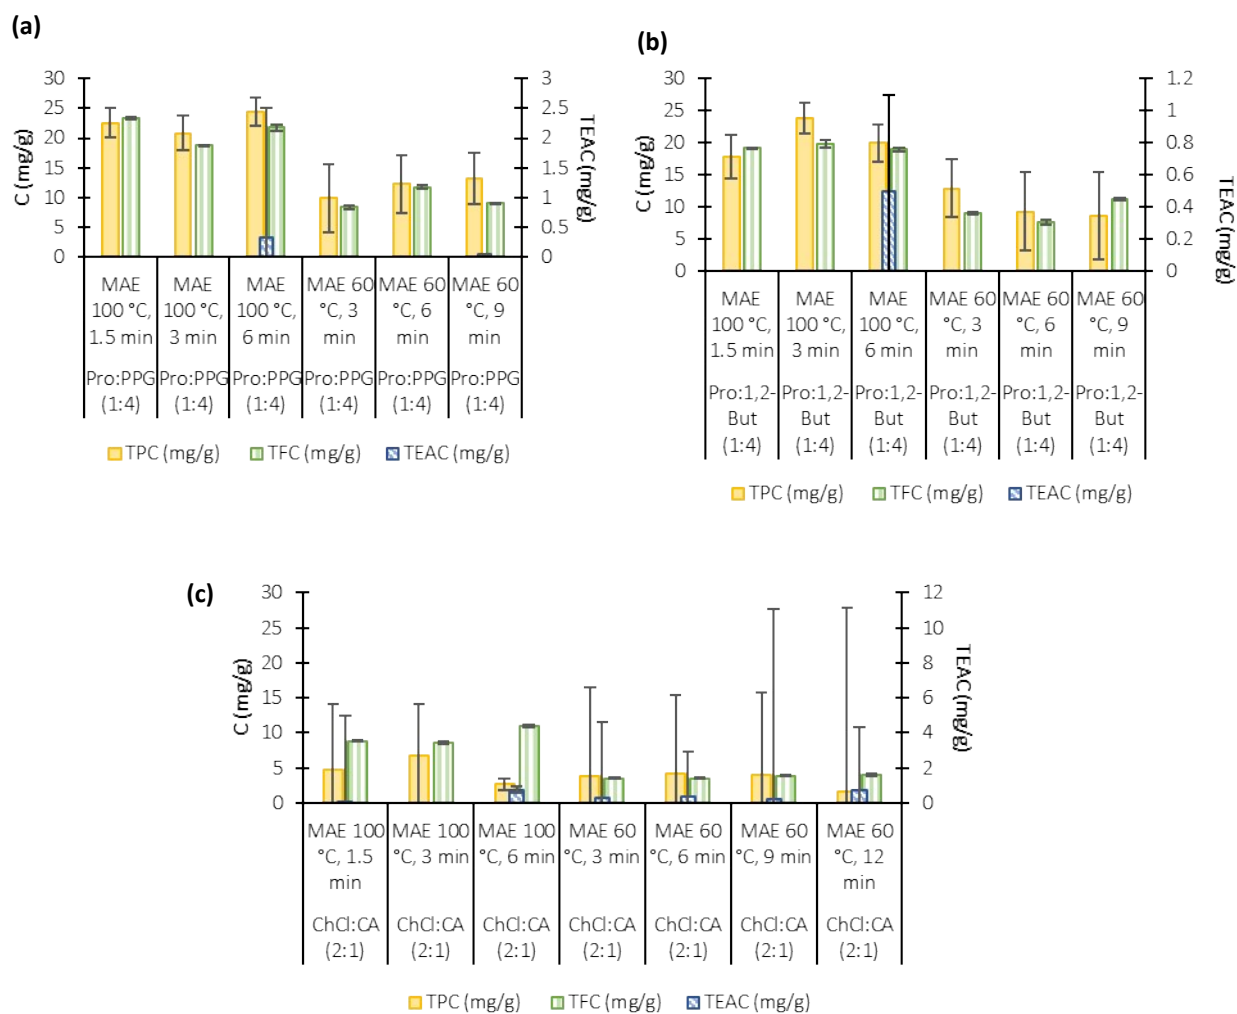 (a)
30
25
20
15
10
5
0
C (mg/g)
3
2.5
2
1.5
1
0.5
0
TEAC (mg/g)
MAE 100 °C, 1.5 min
MAE 100 °C, 3 min
MAE 100 °C, 6 min
MAE 60 °C, 3 min
MAE 60 °C, 6 min
MAE 60 °C, 9 min
Pro:PPG (1:4)
Pro:PPG (1:4)
Pro:PPG (1:4)
Pro:PPG (1:4)
Pro:PPG (1:4)
Pro:PPG (1:4)
TPC (mg/g) TFC (mg/g) TEAC (mg/g)
(b)
30
25
20
15
10
5
0
C (mg/g)
1.2
1
0.8
0.6
0.4
0.2
0
TEAC (mg/g)
MAE 100 °C, 1.5 min
MAE 100 °C, 3 min
MAE 100 °C, 6 min
MAE 60 °C, 3 min
MAE 60 °C, 6 min
MAE 60 °C, 9 min
Pro:1,2-But (1:4)
Pro:1,2-But (1:4)
Pro:1,2-But (1:4)
Pro:1,2-But (1:4)
Pro:1,2-But (1:4)
Pro:1,2-But (1:4)
TPC (mg/g) TFC (mg/g) TEAC (mg/g)
(c)
30
25
20
15
10
5
0
C (mg/g)
12
10
8
6
4
2
0
TEAC (mg/g)
MAE 100 °C, 1.5 min
MAE 100 °C, 3 min
MAE 100 °C, 6 min
MAE 60 °C, 3 min
MAE 60 °C, 6 min
MAE 60 °C, 9 min
MAE 60 °C, 12 min
ChCl:CA (2:1)
ChCl:CA (2:1)
ChCl:CA (2:1)
ChCl:CA (2:1)
ChCl:CA (2:1)
ChCl:CA (2:1)
ChCl:CA (2:1)
TPC (mg/g) TFC (mg/g) TEAC (mg/g)